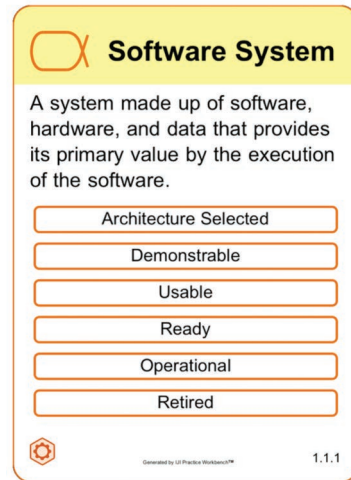 Software System
A system made up of software,
hardware, and data that provides
its primary value by the execution
of the software.
Architecture Selected
Demonstrable
Usable
Ready
Operational
Retired
Generated by IJI Practice Workbench™
1.1.1